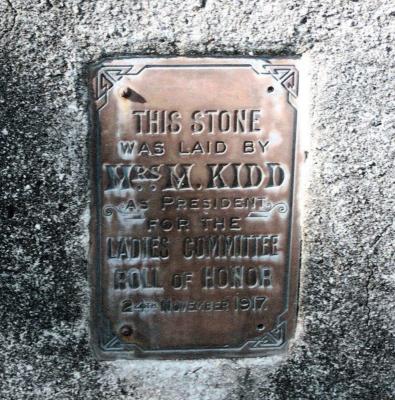 THIS STONE
WAS LAID BY
MRS. M. KIDD
AS PRESIDENT
FOR THE
LADIES COMMITTEE
ROLL OF HONOR
24TH NOVEMBER, 1917.